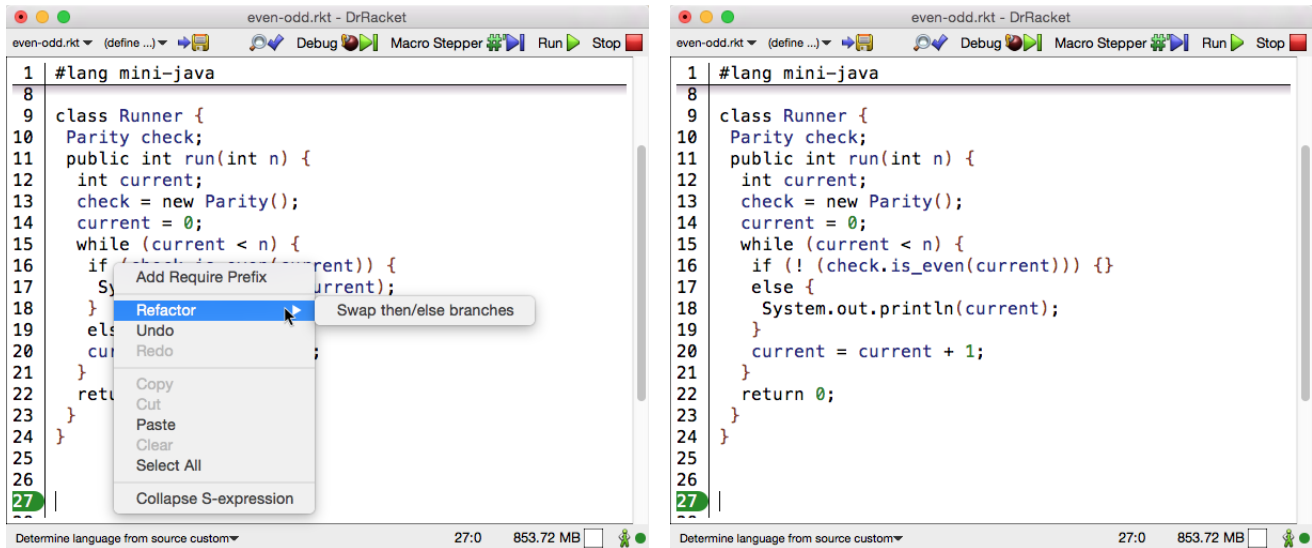 even-odd.rkt - DrRacket
even-odd.rkt (define ...) Debug Macro Stepper Run Stop
1 #lang mini-java
8
9 class Runner {
10 Parity check;
11 public int run(int n) {
12 int current;
13 check = new Parity();
14 current = 0;
15 while (current < n) {
16 if
17
18 }
19
20
21 }
22
23 }
24 }
25
26
27
Add Require Prefix
Refactor
Swap then/else branches
Undo
Redo
Copy
Cut
Paste
Clear
Select All
Collapse S-expression
Determine language from source custom 27:0 853.72 MB
even-odd.rkt - DrRacket
even-odd.rkt (define ...) Debug Macro Stepper Run Stop
1 #lang mini-java
8
9 class Runner {
10 Parity check;
11 public int run(int n) {
12 int current;
13 check = new Parity();
14 current = 0;
15 while (current < n) {
16 if (! (check.is_even(current))) {}
17 else {
18 System.out.println(current);
19 }
20 current = current + 1;
21 }
22 return 0;
23 }
24 }
25
26
27
Determine language from source custom 27:0 853.72 MB